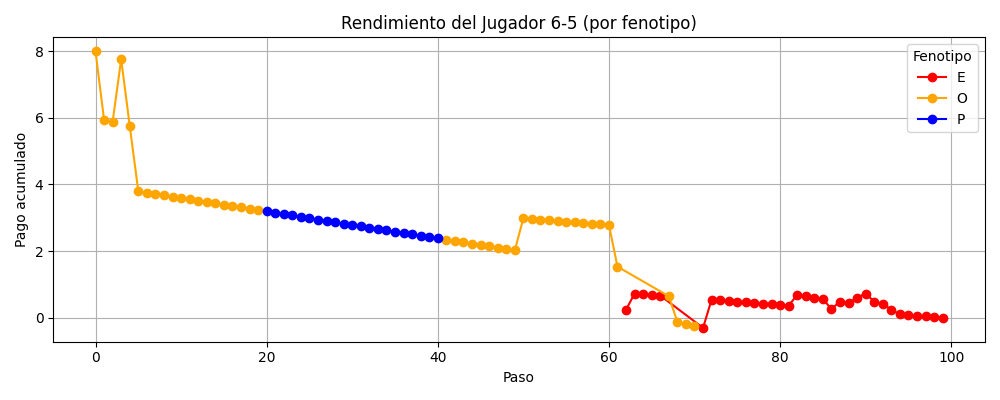 Rendimiento del Jugador 6-5 (por fenotipo)
Pago acumulado
8
6
4
2
0
Fenotipo
E
O
P
0 20 40 60 80 100
Paso